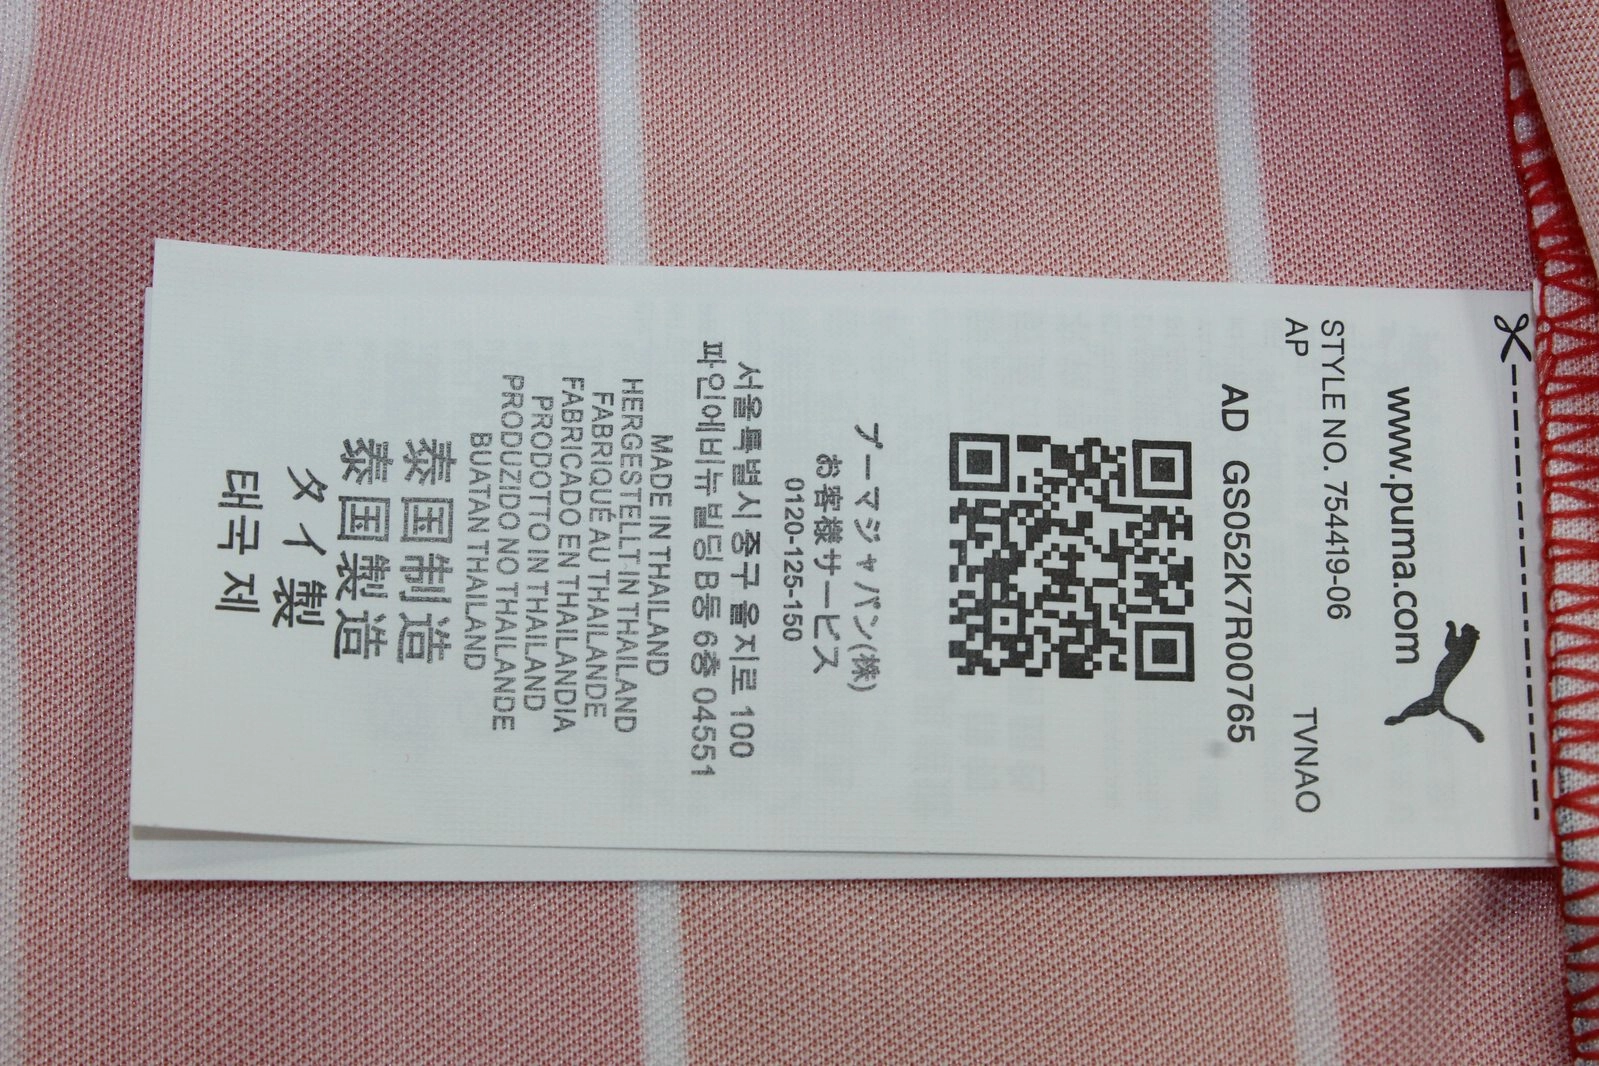 www.puma.com
STYLE NO. 754419-06 TVNAO
AP
AD GS052K7R00765
プーマジャパン(株)
お客様サービス
0120-125-150
서울특별시 중구 을지로 100
파인에비뉴 빌딩 B동 6층 04551
MADE IN THAILAND
HERGESTELLT IN THAILAND
FABRIQUÉ AU THAILANDE
FABRICADO EN THAILANDIA
PRODOTTO IN THAILAND
PRODUZIDO NO THAILANDE
BUATAN THAILAND
泰国制造
泰国製造
タイ製
태국 제